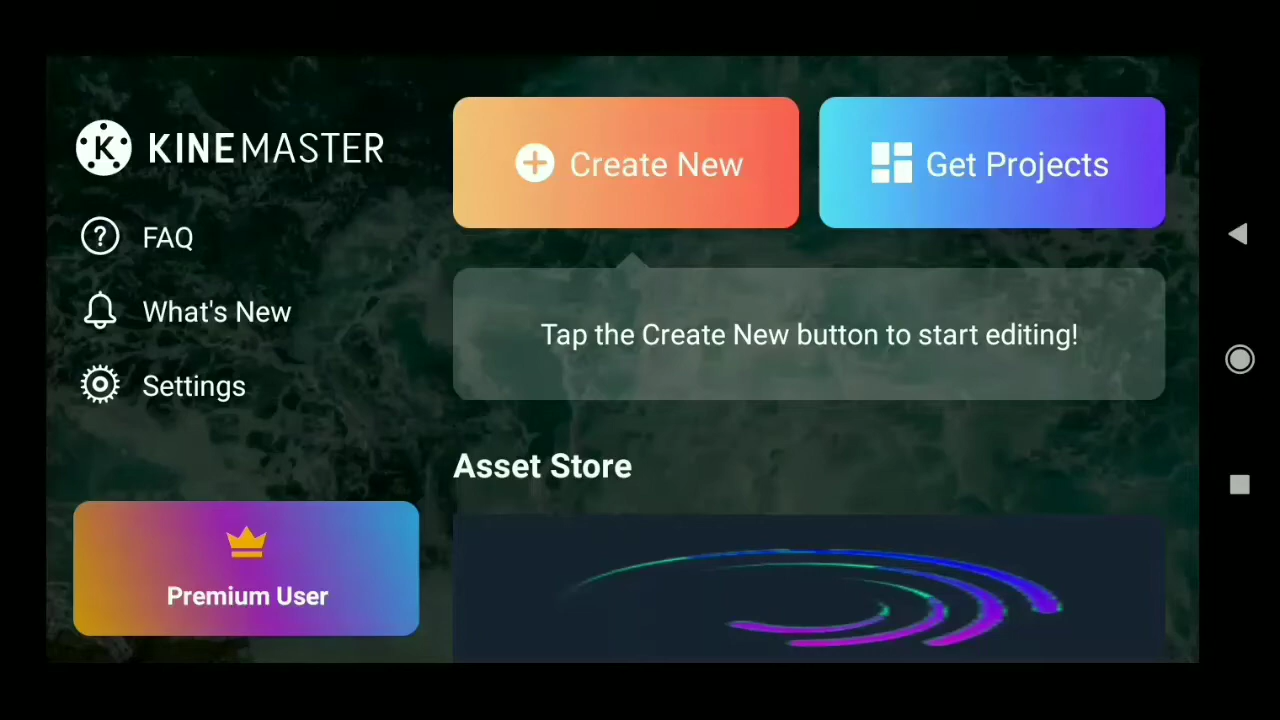 KINEMASTER
FAQ
What's New
Settings
Premium User
Create New
Get Projects
Tap the Create New button to start editing!
Asset Store